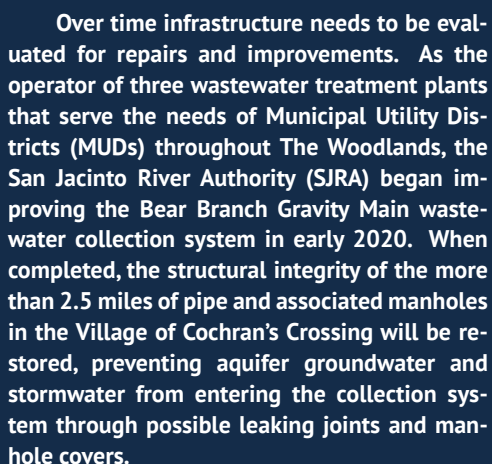 Over time infrastructure needs to be eval-
uated for repairs and improvements. As the
operator of three wastewater treatment plants
that serve the needs of Municipal Utility Dis-
tricts (MUDs) throughout The Woodlands, the
San Jacinto River Authority (SJRA) began im-
proving the Bear Branch Gravity Main waste-
water collection system in early 2020. When
completed, the structural integrity of the more
than 2.5 miles of pipe and associated manholes
in the Village of Cochran's Crossing will be re-
stored, preventing aquifer groundwater and
stormwater from entering the collection sys-
tem through possible leaking joints and man-
hole covers.